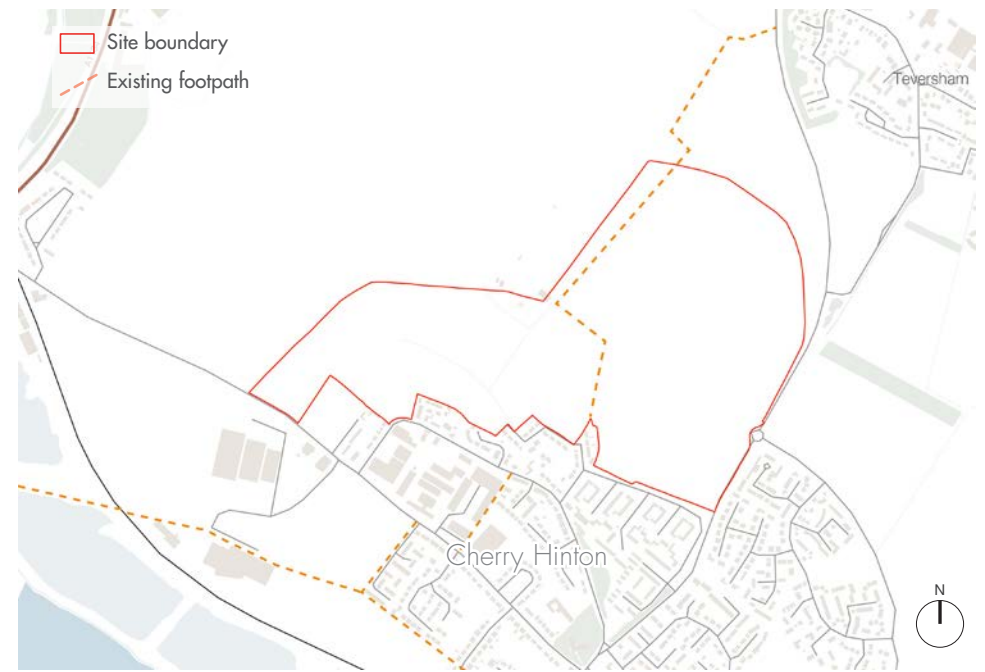 Site boundary
Existing footpath
Teversham
Cherry Hinton
N